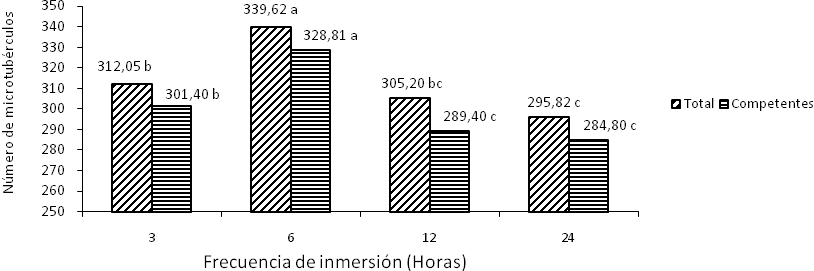 Número de microtubérculos
350
340
330
320
310
300
290
280
270
260
250
312,05 b
301,40 b
339,62 a
328,81 a
305,20 bc
289,40 c
295,82 c
284,80 c
3
6
12
24
Frecuencia de inmersión (Horas)
Total
Competentes